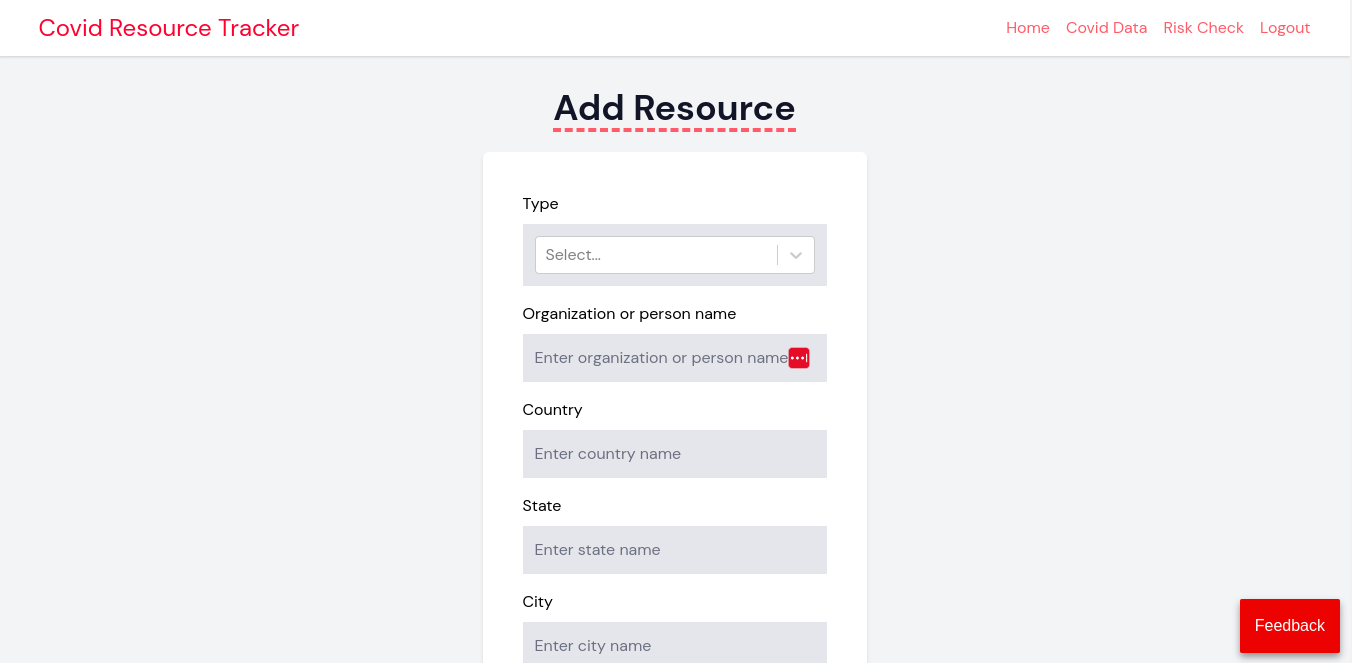 Covid Resource Tracker
Home Covid Data Risk Check Logout
Add Resource
Type
Select...
Organization or person name
Enter organization or person name
Country
Enter country name
State
Enter state name
City
Enter city name
Feedback